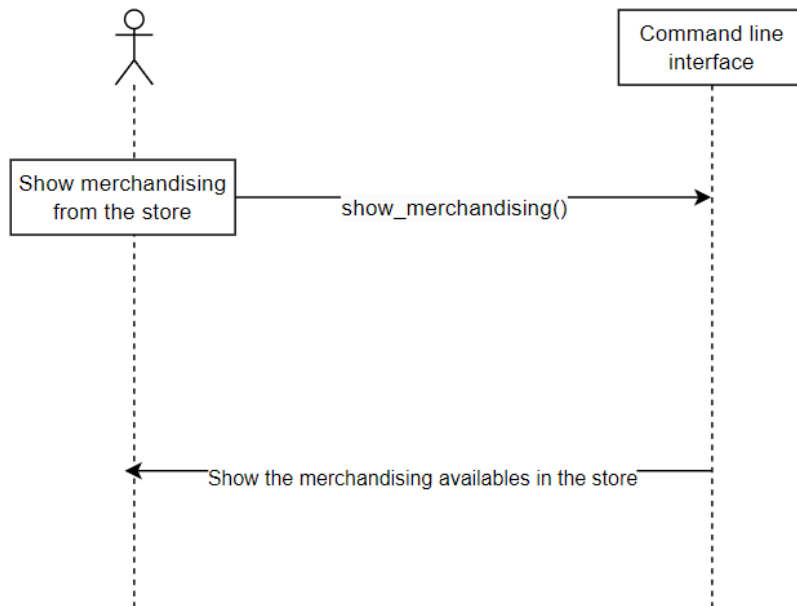 Command line
interface
Show merchandising
from the store
show_merchandising()
Show the merchandising availables in the store